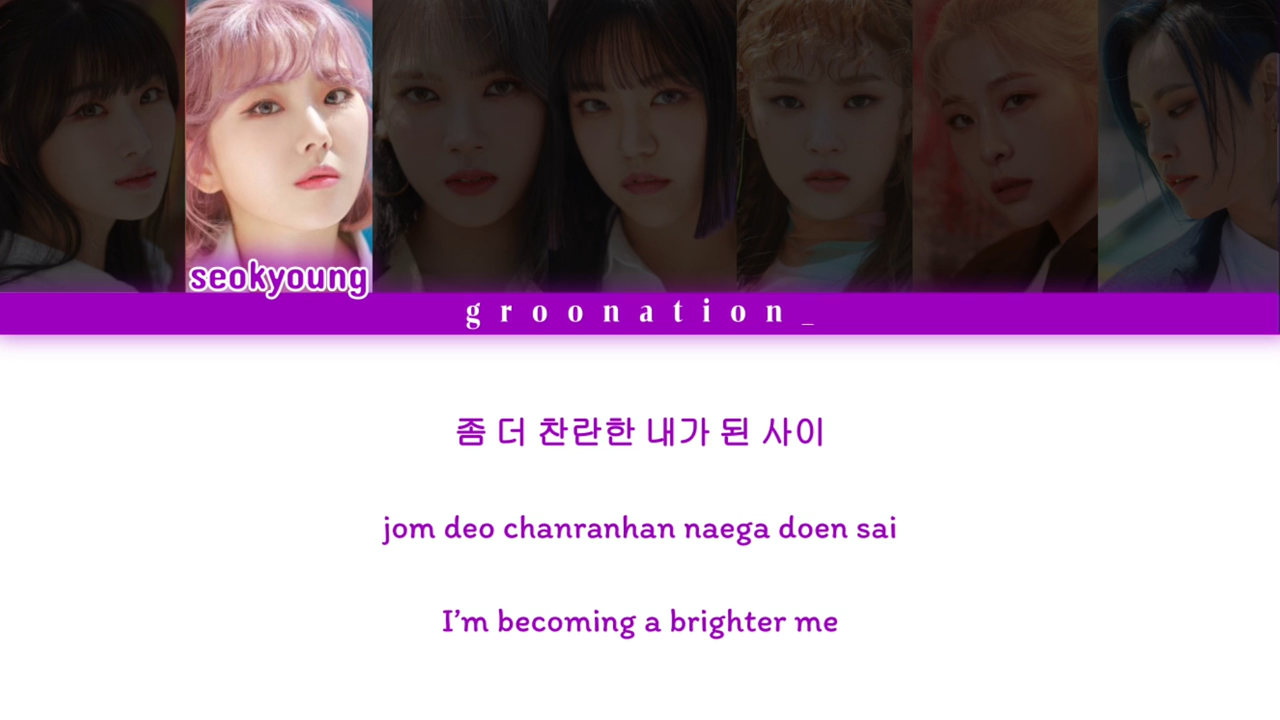 seokyoung
groonation_
좀 더 찬란한 내가 된 사이
jom deo chanranhan naega doen sai
I’m becoming a brighter me